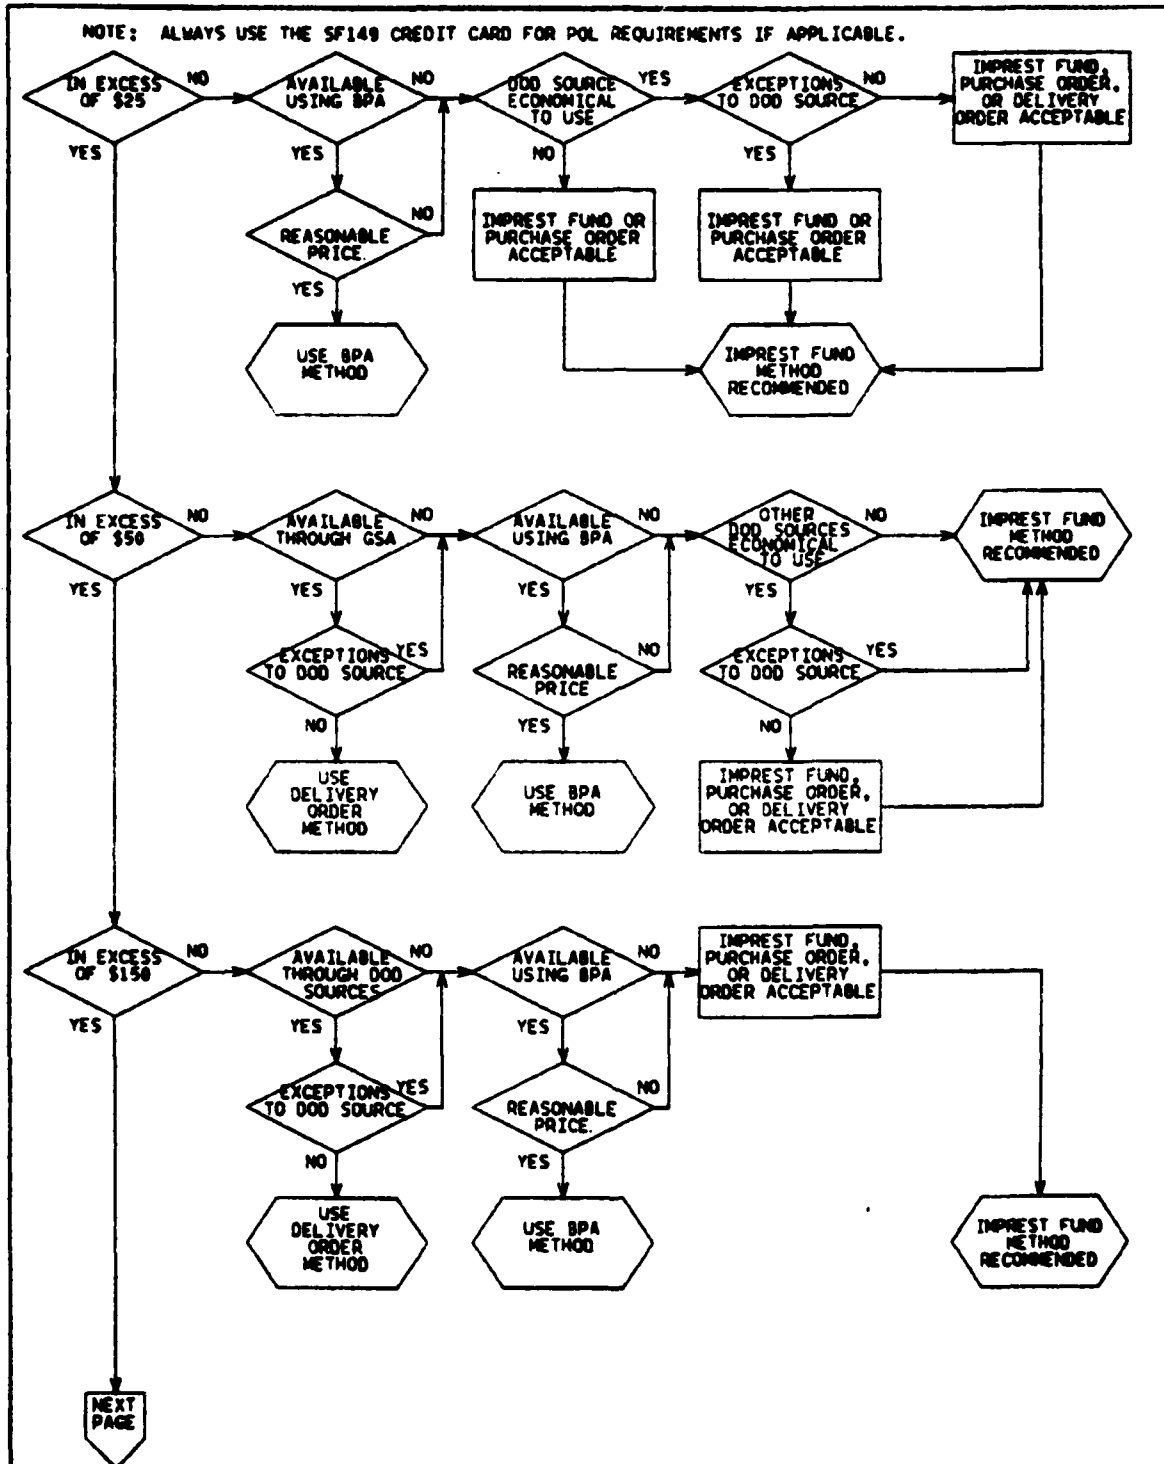 NOTE: ALWAYS USE THE SF149 CREDIT CARD FOR POL REQUIREMENTS IF APPLICABLE.
IN EXCESS
OF $25
NO
YES
AVAILABLE
USING BPA
NO
YES
REASONABLE
PRICE.
NO
YES
USE BPA
METHOD
DOD SOURCE
ECONOMICAL
TO USE
YES
NO
IMPREST FUND OR
PURCHASE ORDER
ACCEPTABLE
EXCEPTIONS
TO DOD SOURCE
NO
YES
IMPREST FUND OR
PURCHASE ORDER
ACCEPTABLE
IMPREST FUND,
PURCHASE ORDER,
OR DELIVERY
ORDER ACCEPTABLE
IMPREST FUND
METHOD
RECOMMENDED
IN EXCESS
OF $50
NO
YES
AVAILABLE
THROUGH GSA
NO
YES
EXCEPTIONS
TO DOD SOURCE
YES
NO
USE
DELIVERY
ORDER
METHOD
AVAILABLE
USING BPA
NO
YES
REASONABLE
PRICE
NO
YES
USE BPA
METHOD
OTHER
DOD SOURCES
ECONOMICAL
TO USE
NO
YES
EXCEPTIONS
TO DOD SOURCE
YES
NO
IMPREST FUND,
PURCHASE ORDER,
OR DELIVERY
ORDER ACCEPTABLE
IMPREST FUND
METHOD
RECOMMENDED
IN EXCESS
OF $150
NO
YES
AVAILABLE
THROUGH DOD
SOURCES
NO
YES
EXCEPTIONS
TO DOD SOURCE
YES
NO
USE
DELIVERY
ORDER
METHOD
AVAILABLE
USING BPA
NO
YES
REASONABLE
PRICE.
NO
YES
USE BPA
METHOD
IMPREST FUND,
PURCHASE ORDER,
OR DELIVERY
ORDER ACCEPTABLE
IMPREST FUND
METHOD
RECOMMENDED
NEXT
PAGE